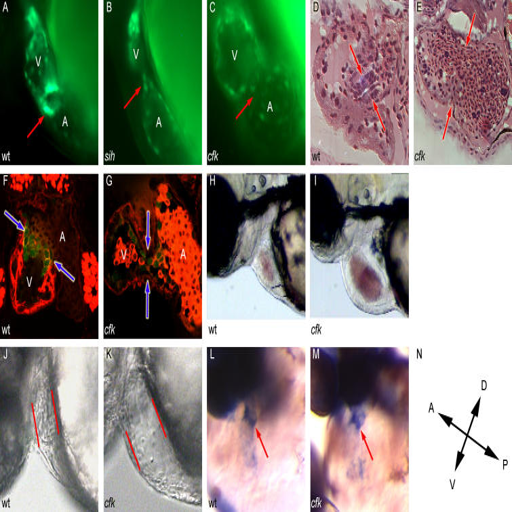 A B C D E
V V V
A A A
wt sih cfk wt cfk
F G H I
A V A
V
wt cfk wt cfk
J K L M N
D
A
P
V
wt cfk wt cfk